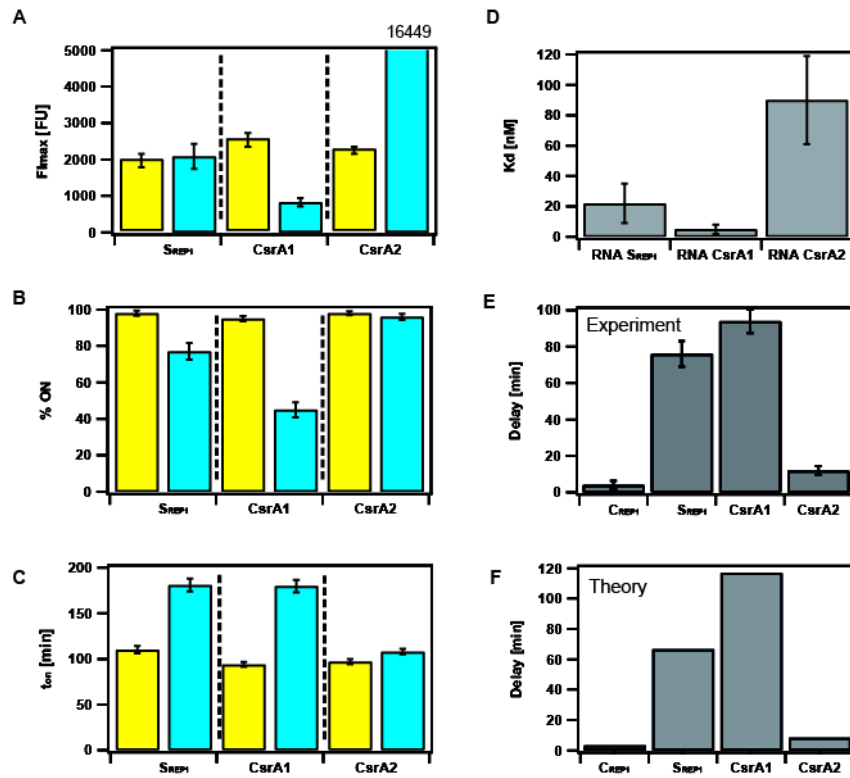 A
16449
5000
4000
3000
2000
1000
0
FImax [FU]
SREP1 CsrA1 CsrA2
B
100
80
60
40
20
0
% ON
SREP1 CsrA1 CsrA2
C
200
150
100
50
0
ton [min]
SREP1 CsrA1 CsrA2
D
120
100
80
60
40
20
0
Kd [nM]
RNA SREP1 RNA CsrA1 RNA CsrA2
E
Experiment
100
80
60
40
20
0
Delay [min]
CREP1 SREP1 CsrA1 CsrA2
F
Theory
120
100
80
60
40
20
0
Delay [min]
CREP1 SREP1 CsrA1 CsrA2